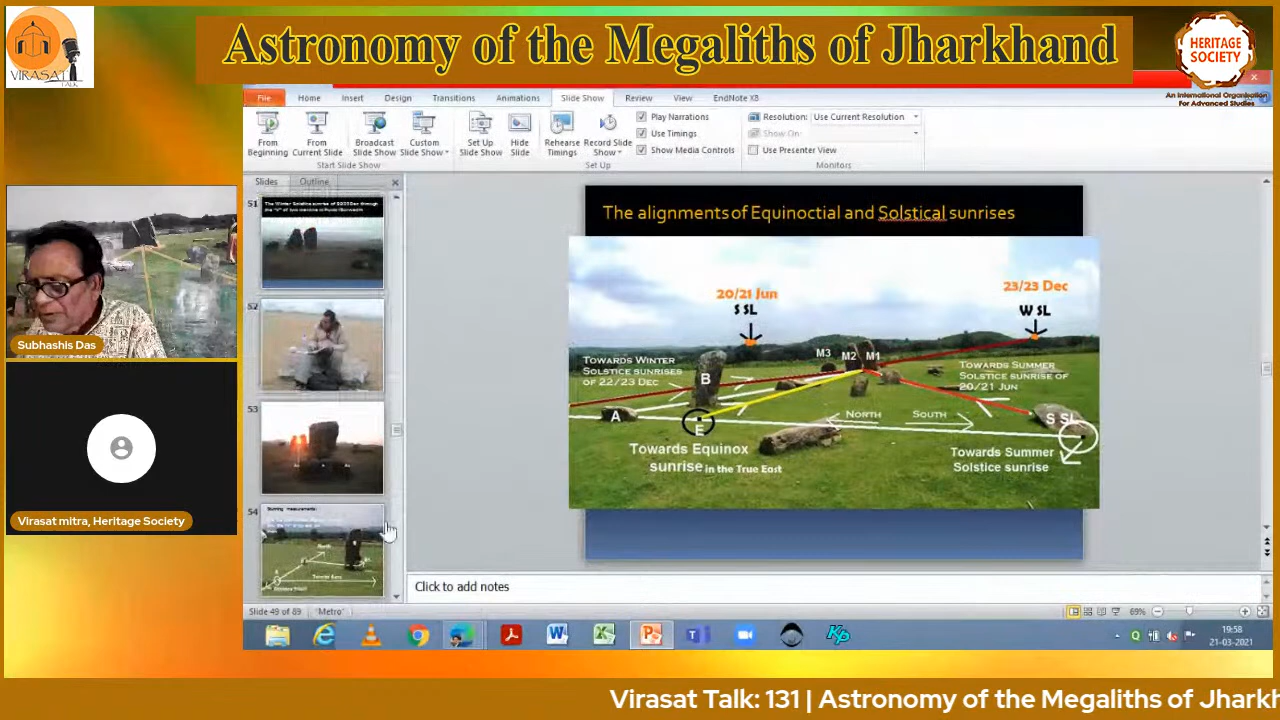 VIRASAT
TALK
Astronomy of the Megaliths of Jharkhand
HERITAGE
SOCIETY
An International Organisation
For Advanced Studies
File Home Insert Design Transitions Animations Slide Show Review View EndNote X8
From
Beginning
From
Current Slide
Broadcast
Slide Show
Custom
Slide Show
Start Slide Show
Set Up
Slide Show
Hide
Slide
Rehearse
Timings
Record Slide
Show
Play Narrations
Use Timings
Show Media Controls
Set Up
Resolution: Use Current Resolution
Show On:
Use Presenter View
Monitors
Slides Outline
51
52
53
54
The alignments of Equinoctial and Solstical sunrises
20/21 Jun
S SL
23/23 Dec
W SL
M3 M2 M1
Towards Winter
Solstice sunrises
of 22/23 Dec
B
Towards Summer
Solstice sunrise of
20/21 Jun
A
E
North South
S SL
Towards Equinox
sunrise in the True East
Towards Summer
Solstice sunrise
Click to add notes
Slide 49 of 89 "Metro" 69%
19:58
21-03-2021
Subhashis Das
Virasat mitra, Heritage Society
Virasat Talk: 131 | Astronomy of the Megaliths of Jharkh